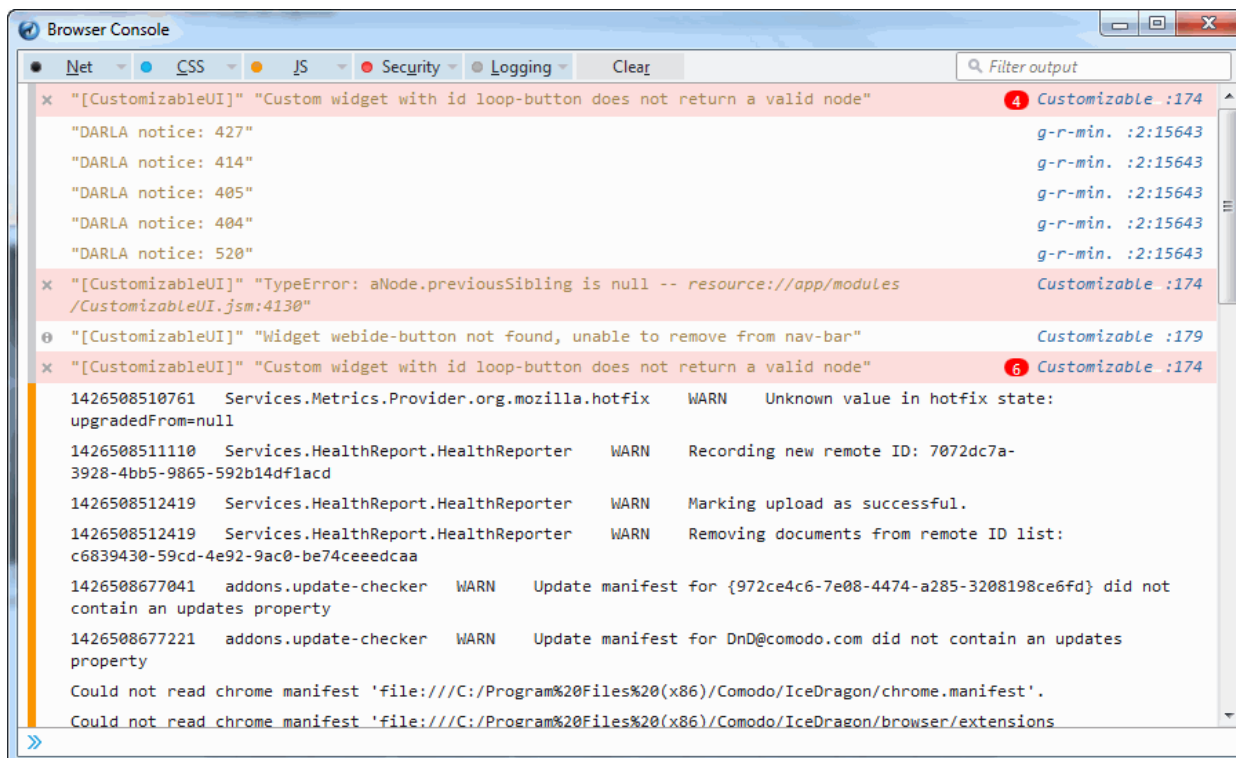 Browser Console
Net CSS JS Security Logging Clear Filter output
"[CustomizableUI]" "Custom widget with id loop-button does not return a valid node" 4 Customizable :174
"DARLA notice: 427" g-r-min. :2:15643
"DARLA notice: 414" g-r-min. :2:15643
"DARLA notice: 405" g-r-min. :2:15643
"DARLA notice: 404" g-r-min. :2:15643
"DARLA notice: 520" g-r-min. :2:15643
"[CustomizableUI]" "TypeError: aNode.previousSibling is null -- resource://app/modules Customizable :174
/CustomizableUI.jsm:4130"
"[CustomizableUI]" "Widget webide-button not found, unable to remove from nav-bar" Customizable :179
"[CustomizableUI]" "Custom widget with id loop-button does not return a valid node" 6 Customizable :174
1426508510761 Services.Metrics.Provider.org.mozilla.hotfix WARN Unknown value in hotfix state:
upgradedFrom=null
1426508511110 Services.HealthReport.HealthReporter WARN Recording new remote ID: 7072dc7a-
3928-4bb5-9865-592b14df1acd
1426508512419 Services.HealthReport.HealthReporter WARN Marking upload as successful.
1426508512419 Services.HealthReport.HealthReporter WARN Removing documents from remote ID list:
c6839430-59cd-4e92-9ac0-be74ceeedcaa
1426508677041 addons.update-checker WARN Update manifest for {972ce4c6-7e08-4474-a285-3208198ce6fd} did not
contain an updates property
1426508677221 addons.update-checker WARN Update manifest for DnD@comodo.com did not contain an updates
property
Could not read chrome manifest 'file:///C:/Program%20Files%20(x86)/Comodo/IceDragon/chrome.manifest'.
Could not read chrome manifest 'file:///C:/Program%20Files%20(x86)/Comodo/IceDragon/browser/extensions